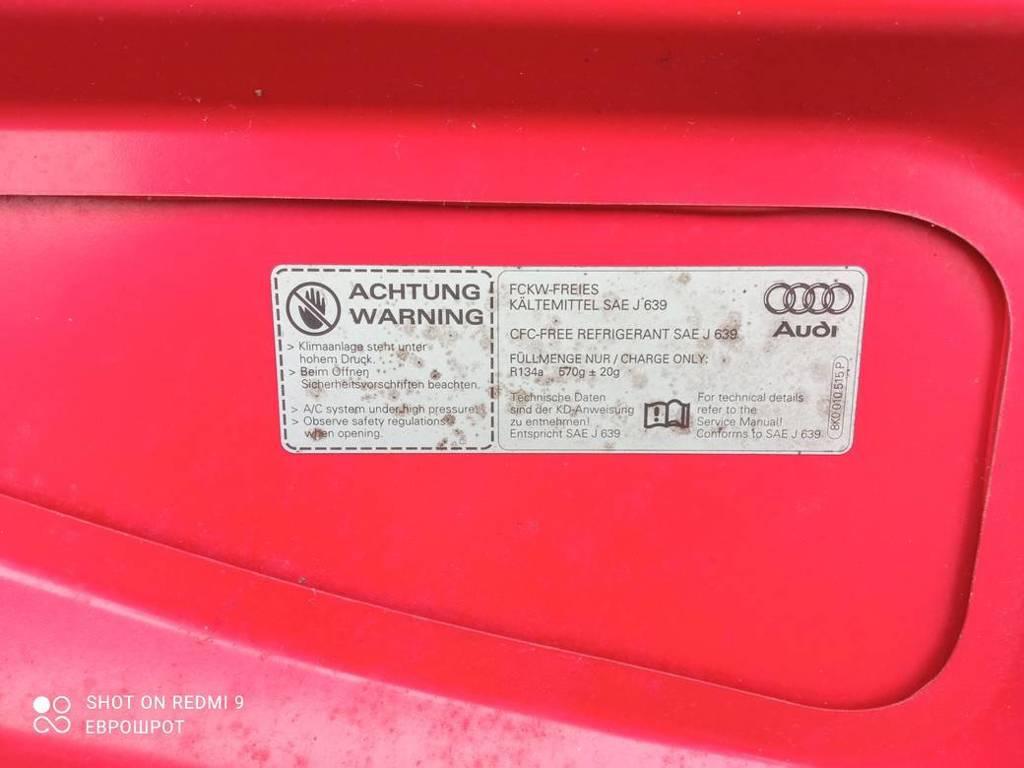 ACHTUNG
WARNING
> Klimaanlage steht unter
hohem Druck.
> Beim Öffnen
Sicherheitsvorschriften beachten.
> A/C system under high pressure.
> Observe safety regulations
when opening.
FCKW-FREIES
KÄLTEMITTEL SAE J 639
CFC-FREE REFRIGERANT SAE J 639
FÜLLMENGE NUR / CHARGE ONLY:
R134a 570g ± 20g
Technische Daten
sind der KD-Anweisung
zu entnehmen!
Entspricht SAE J 639
For technical details
refer to the
Service Manual!
Conforms to SAE J 639
Audi
8K0 010 515 P
SHOT ON REDMI 9
ЕВРОШРОТ